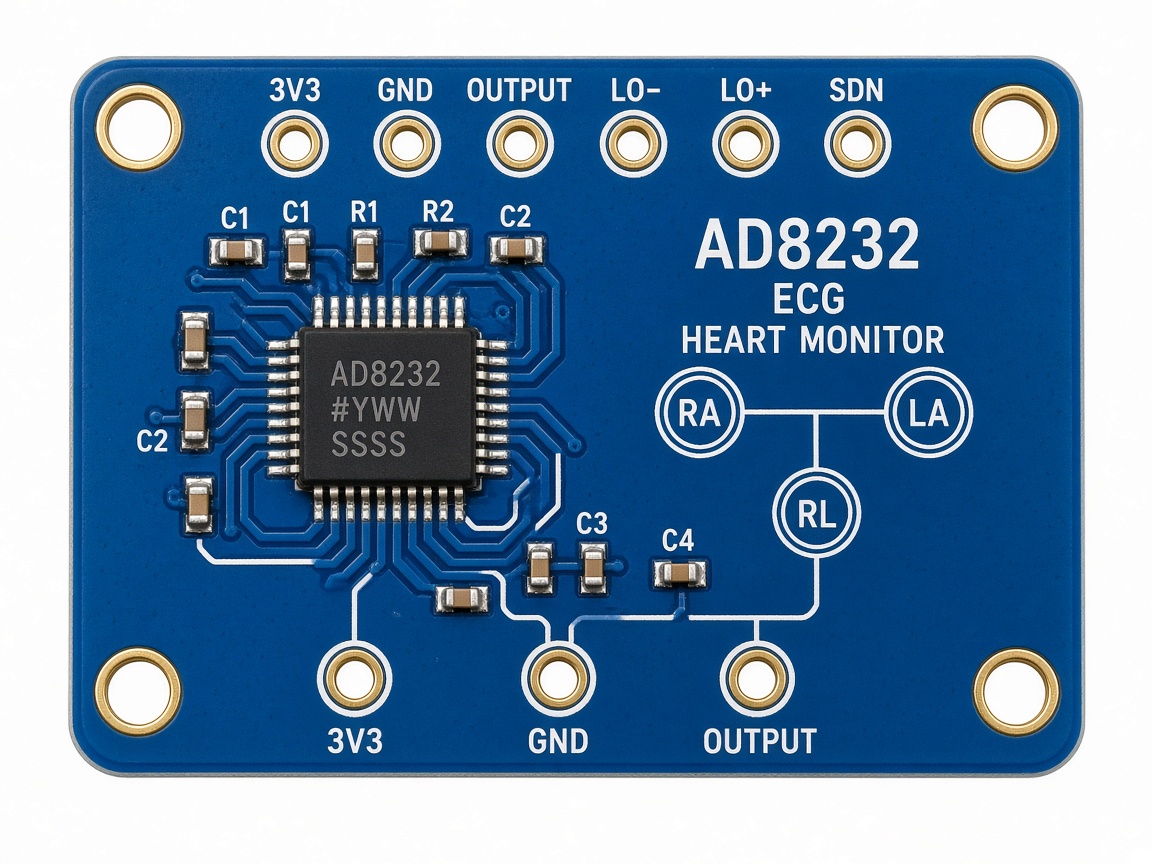 3V3 GND OUTPUT LO- LO+ SDN
C1 C1 R1 R2 C2
AD8232
ECG
HEART MONITOR
AD8232
#YWW
SSSS
RA LA
C2
RL
C3
C4
3V3 GND OUTPUT